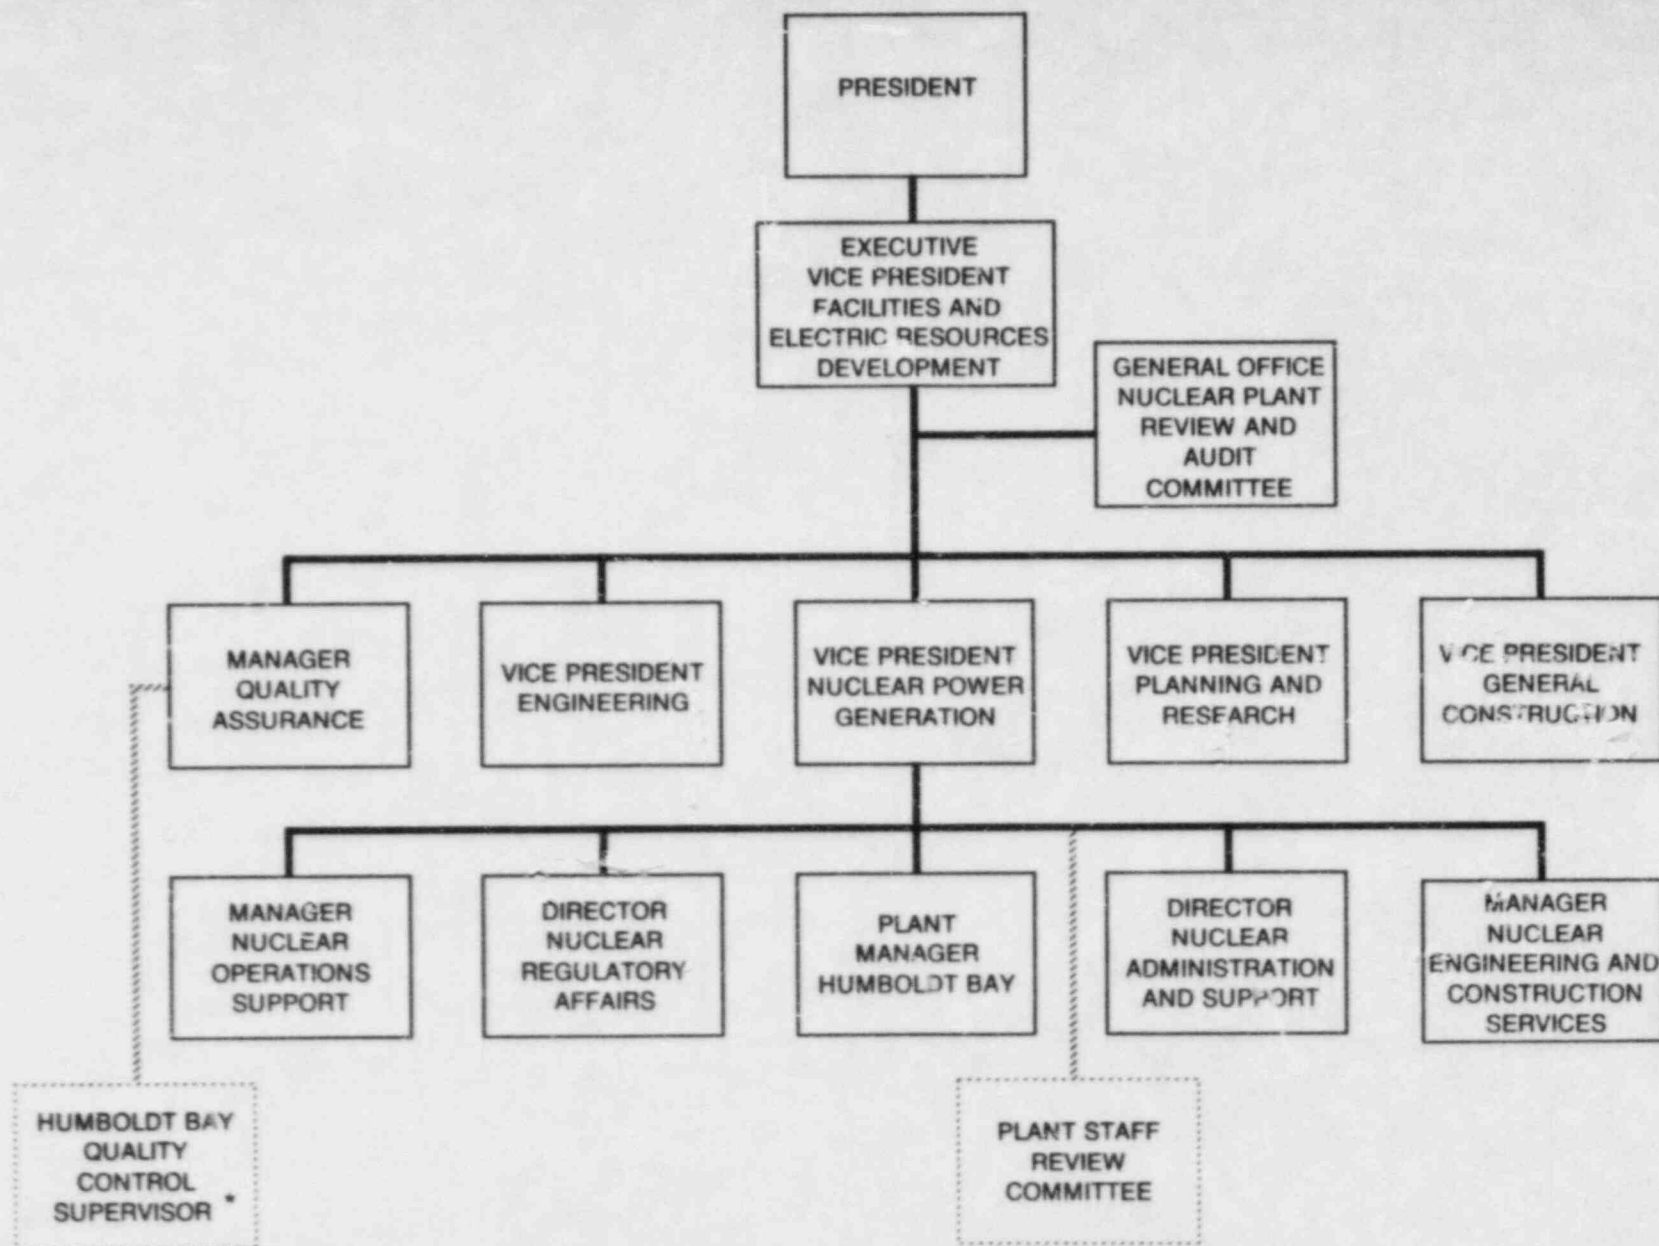 PRESIDENT
EXECUTIVE
VICE PRESIDENT
FACILITIES AND
ELECTRIC RESOURCES
DEVELOPMENT
GENERAL OFFICE
NUCLEAR PLANT
REVIEW AND
AUDIT
COMMITTEE
MANAGER
QUALITY
ASSURANCE
VICE PRESIDENT
ENGINEERING
VICE PRESIDENT
NUCLEAR POWER
GENERATION
VICE PRESIDENT
PLANNING AND
RESEARCH
VICE PRESIDENT
GENERAL
CONSTRUCTION
MANAGER
NUCLEAR
OPERATIONS
SUPPORT
DIRECTOR
NUCLEAR
REGULATORY
AFFAIRS
PLANT
MANAGER
HUMBOLDT BAY
DIRECTOR
NUCLEAR
ADMINISTRATION
AND SUPPORT
MANAGER
NUCLEAR
ENGINEERING AND
CONSTRUCTION
SERVICES
HUMBOLDT BAY
QUALITY
CONTROL
SUPERVISOR *
PLANT STAFF
REVIEW
COMMITTEE